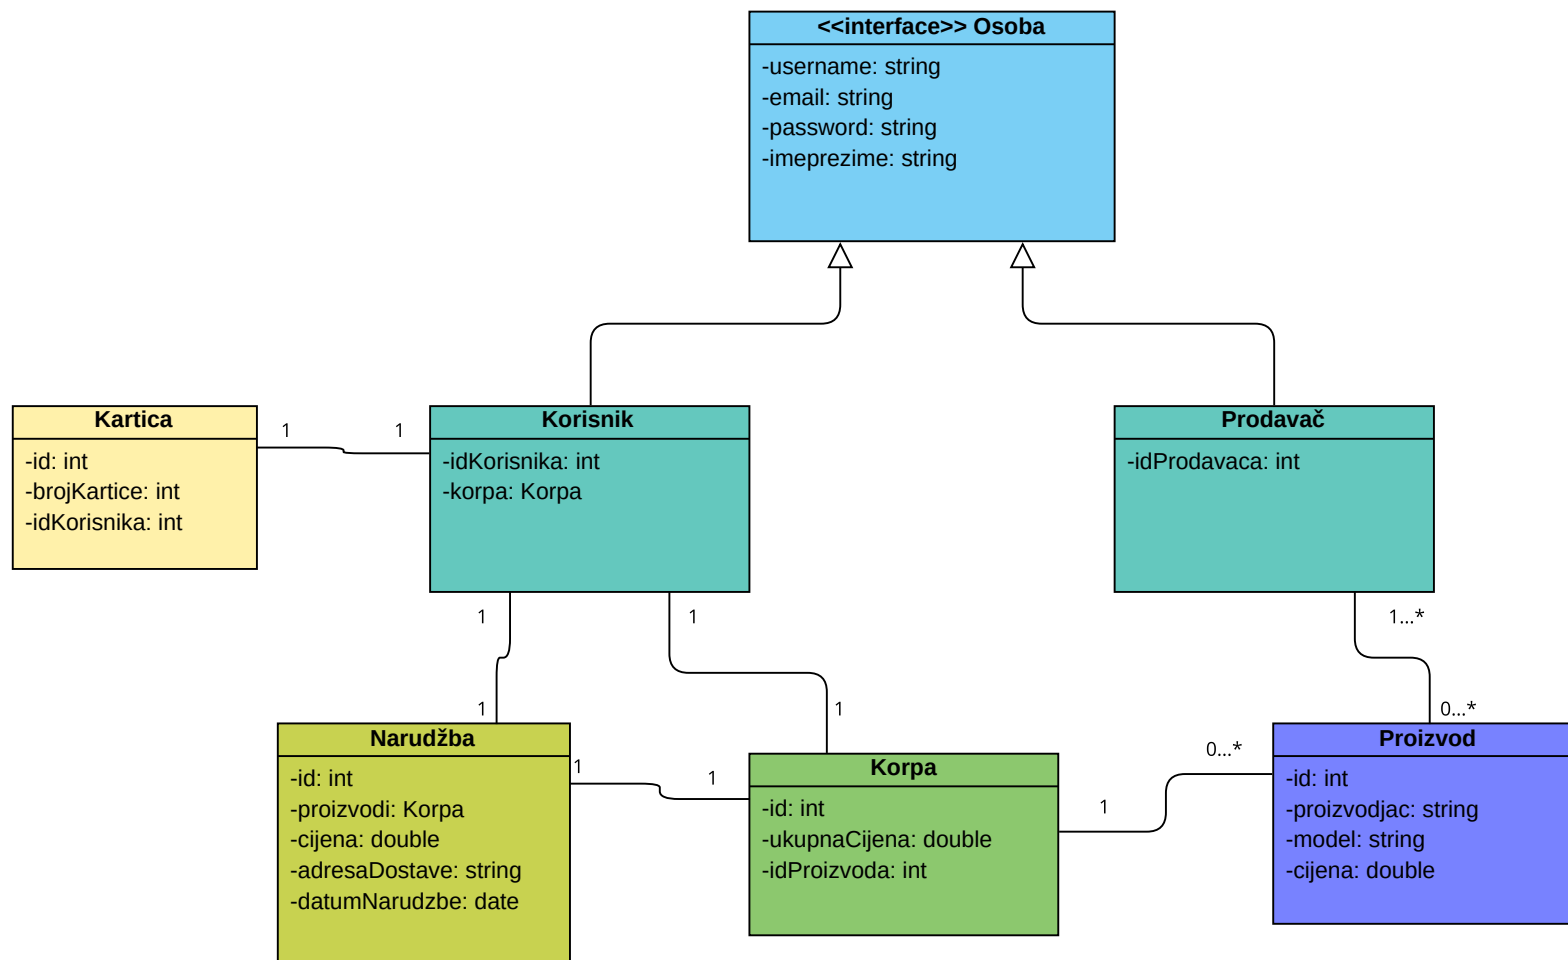 <<interface>> Osoba
-username: string
-email: string
-password: string
-imeprezime: string
Kartica
-id: int
-brojKartice: int
-idKorisnika: int
1
1
Korisnik
-idKorisnika: int
-korpa: Korpa
Prodavač
-idProdavaca: int
1
1
1...*
1
1
0...*
Narudžba
-id: int
-proizvodi: Korpa
-cijena: double
-adresaDostave: string
-datumNarudzbe: date
1
1
Korpa
-id: int
-ukupnaCijena: double
-idProizvoda: int
1
0...*
Proizvod
-id: int
-proizvodjac: string
-model: string
-cijena: double